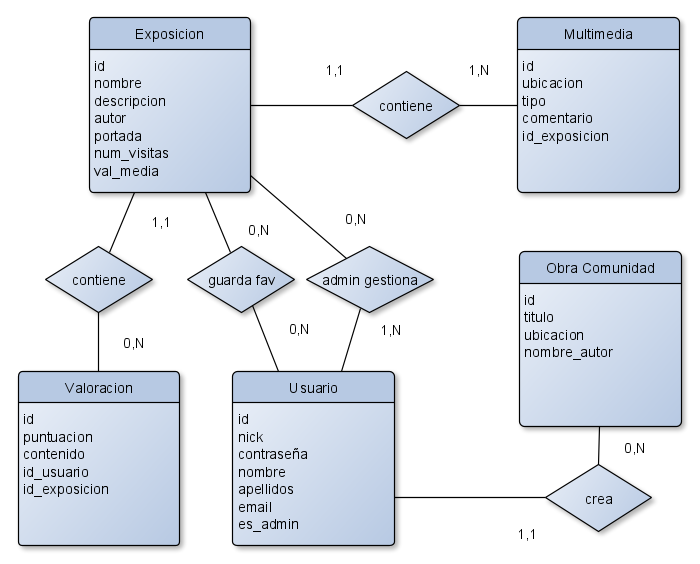 Exposicion
id
nombre
descripcion
autor
portada
num_visitas
val_media
1,1
contiene
1,N
Multimedia
id
ubicacion
tipo
comentario
id_exposicion
1,1
contiene
0,N
0,N
guarda fav
0,N
0,N
admin gestiona
1,N
Obra Comunidad
id
titulo
ubicacion
nombre_autor
Valoracion
id
puntuacion
contenido
id_usuario
id_exposicion
Usuario
id
nick
contraseña
nombre
apellidos
email
es_admin
0,N
crea
1,1